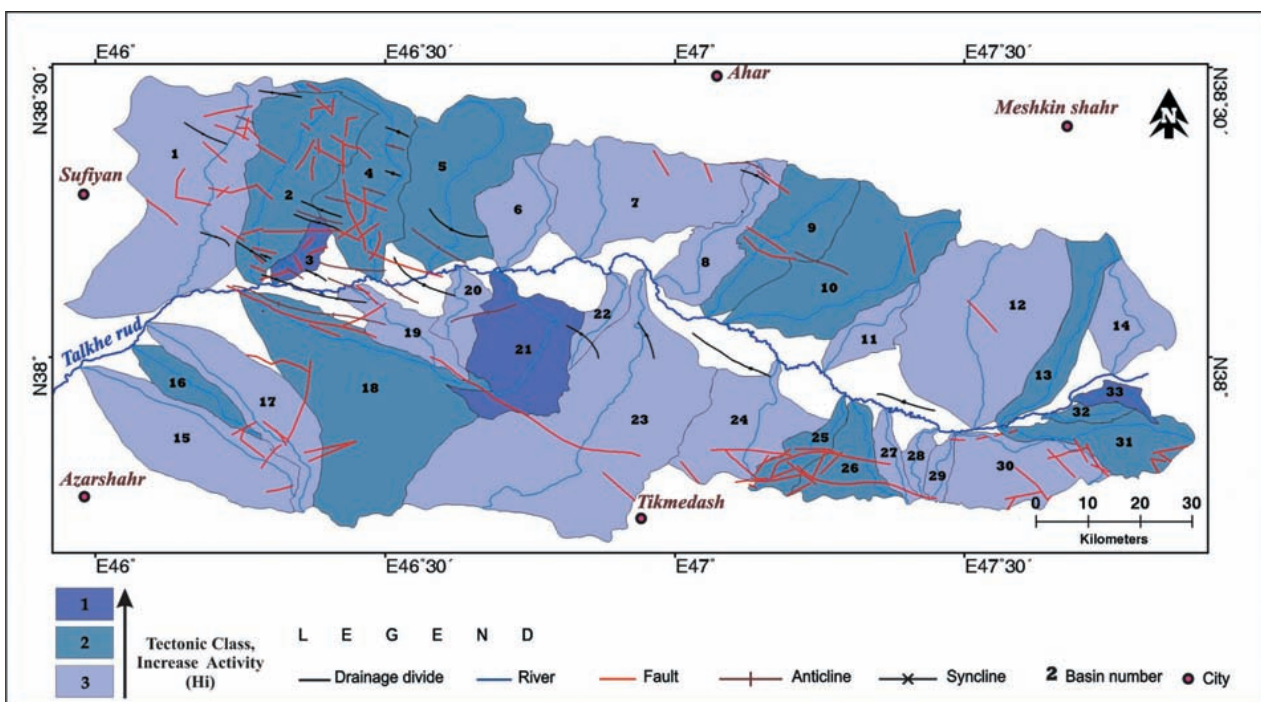 E46° E46°30´ E47° E47°30´
N38°30´ N38°30´
Ahar
Meshkin shahr
N
Sufiyan
1
2
3
4
5
6
7
8
9
10
11
12
13
14
20
19
21
22
Talkhe rud
N38° N38°
16
17
15
18
23
24
25
26
27
28
29
30
31
32
33
Azarshahr
Tikmedash
0 10 20 30
Kilometers
E46° E46°30´ E47° E47°30´
1
2
3
Tectonic Class,
Increase Activity
(Hi)
L E G E N D
Drainage divide River Fault Anticline Syncline 2 Basin number City